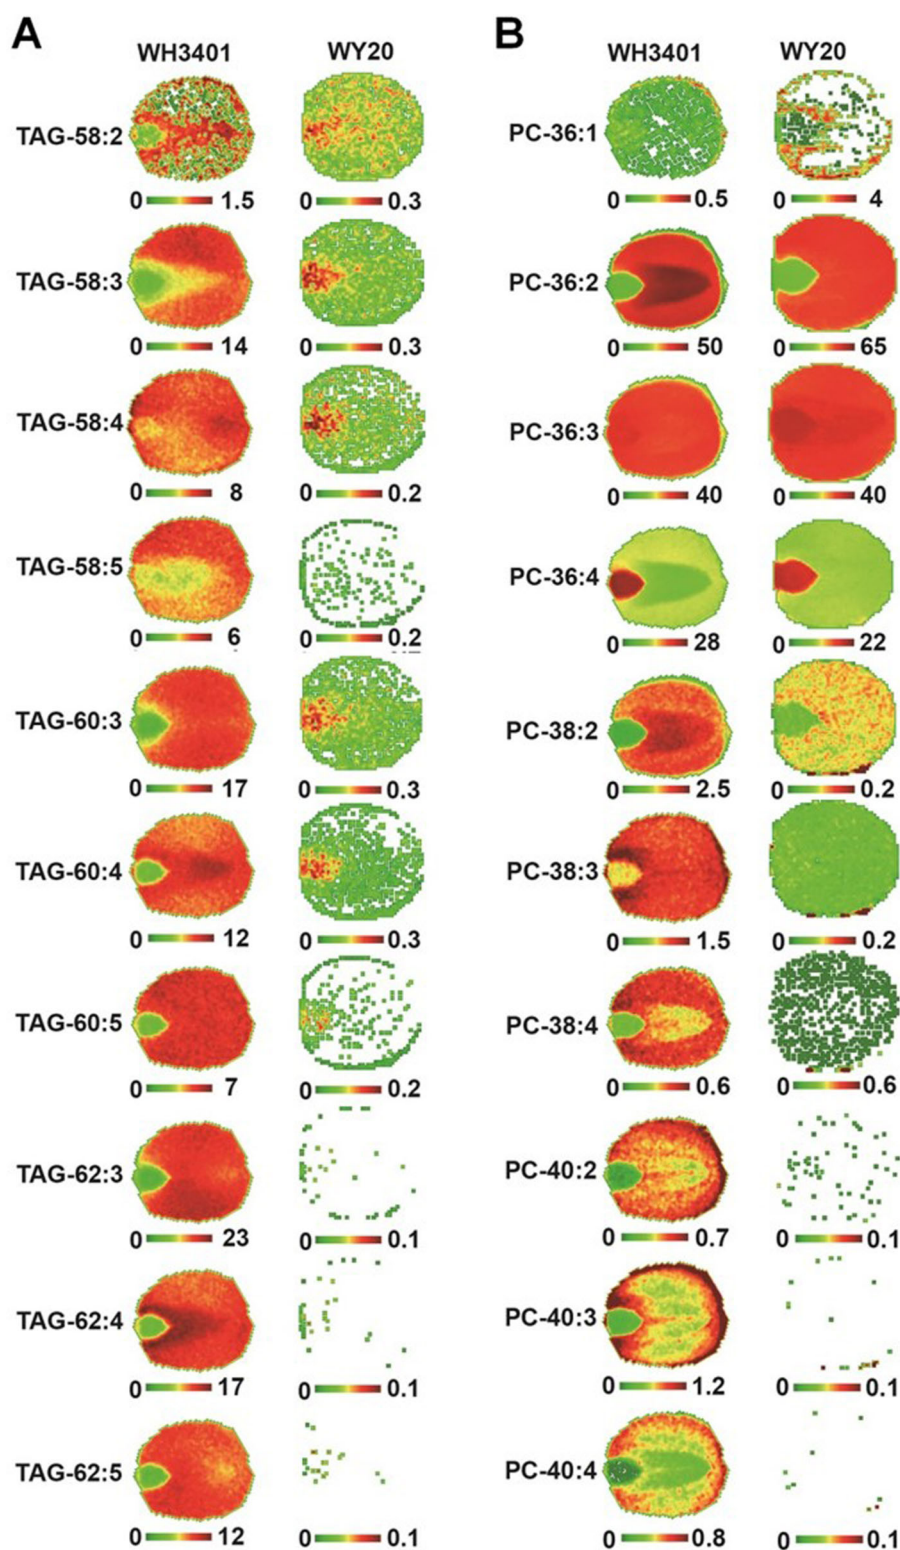 A B
WH3401 WY20 WH3401 WY20
TAG-58:2 PC-36:1
0 1.5 0 0.3 0 0.5 0 4
TAG-58:3 PC-36:2
0 14 0 0.3 0 50 0 65
TAG-58:4 PC-36:3
0 8 0 0.2 0 40 0 40
TAG-58:5 PC-36:4
0 6 0 0.2 0 28 0 22
TAG-60:3 PC-38:2
0 17 0 0.3 0 2.5 0 0.2
TAG-60:4 PC-38:3
0 12 0 0.3 0 1.5 0 0.2
TAG-60:5 PC-38:4
0 7 0 0.2 0 0.6 0 0.6
TAG-62:3 PC-40:2
0 23 0 0.1 0 0.7 0 0.1
TAG-62:4 PC-40:3
0 17 0 0.1 0 1.2 0 0.1
TAG-62:5 PC-40:4
0 12 0 0.1 0 0.8 0 0.1